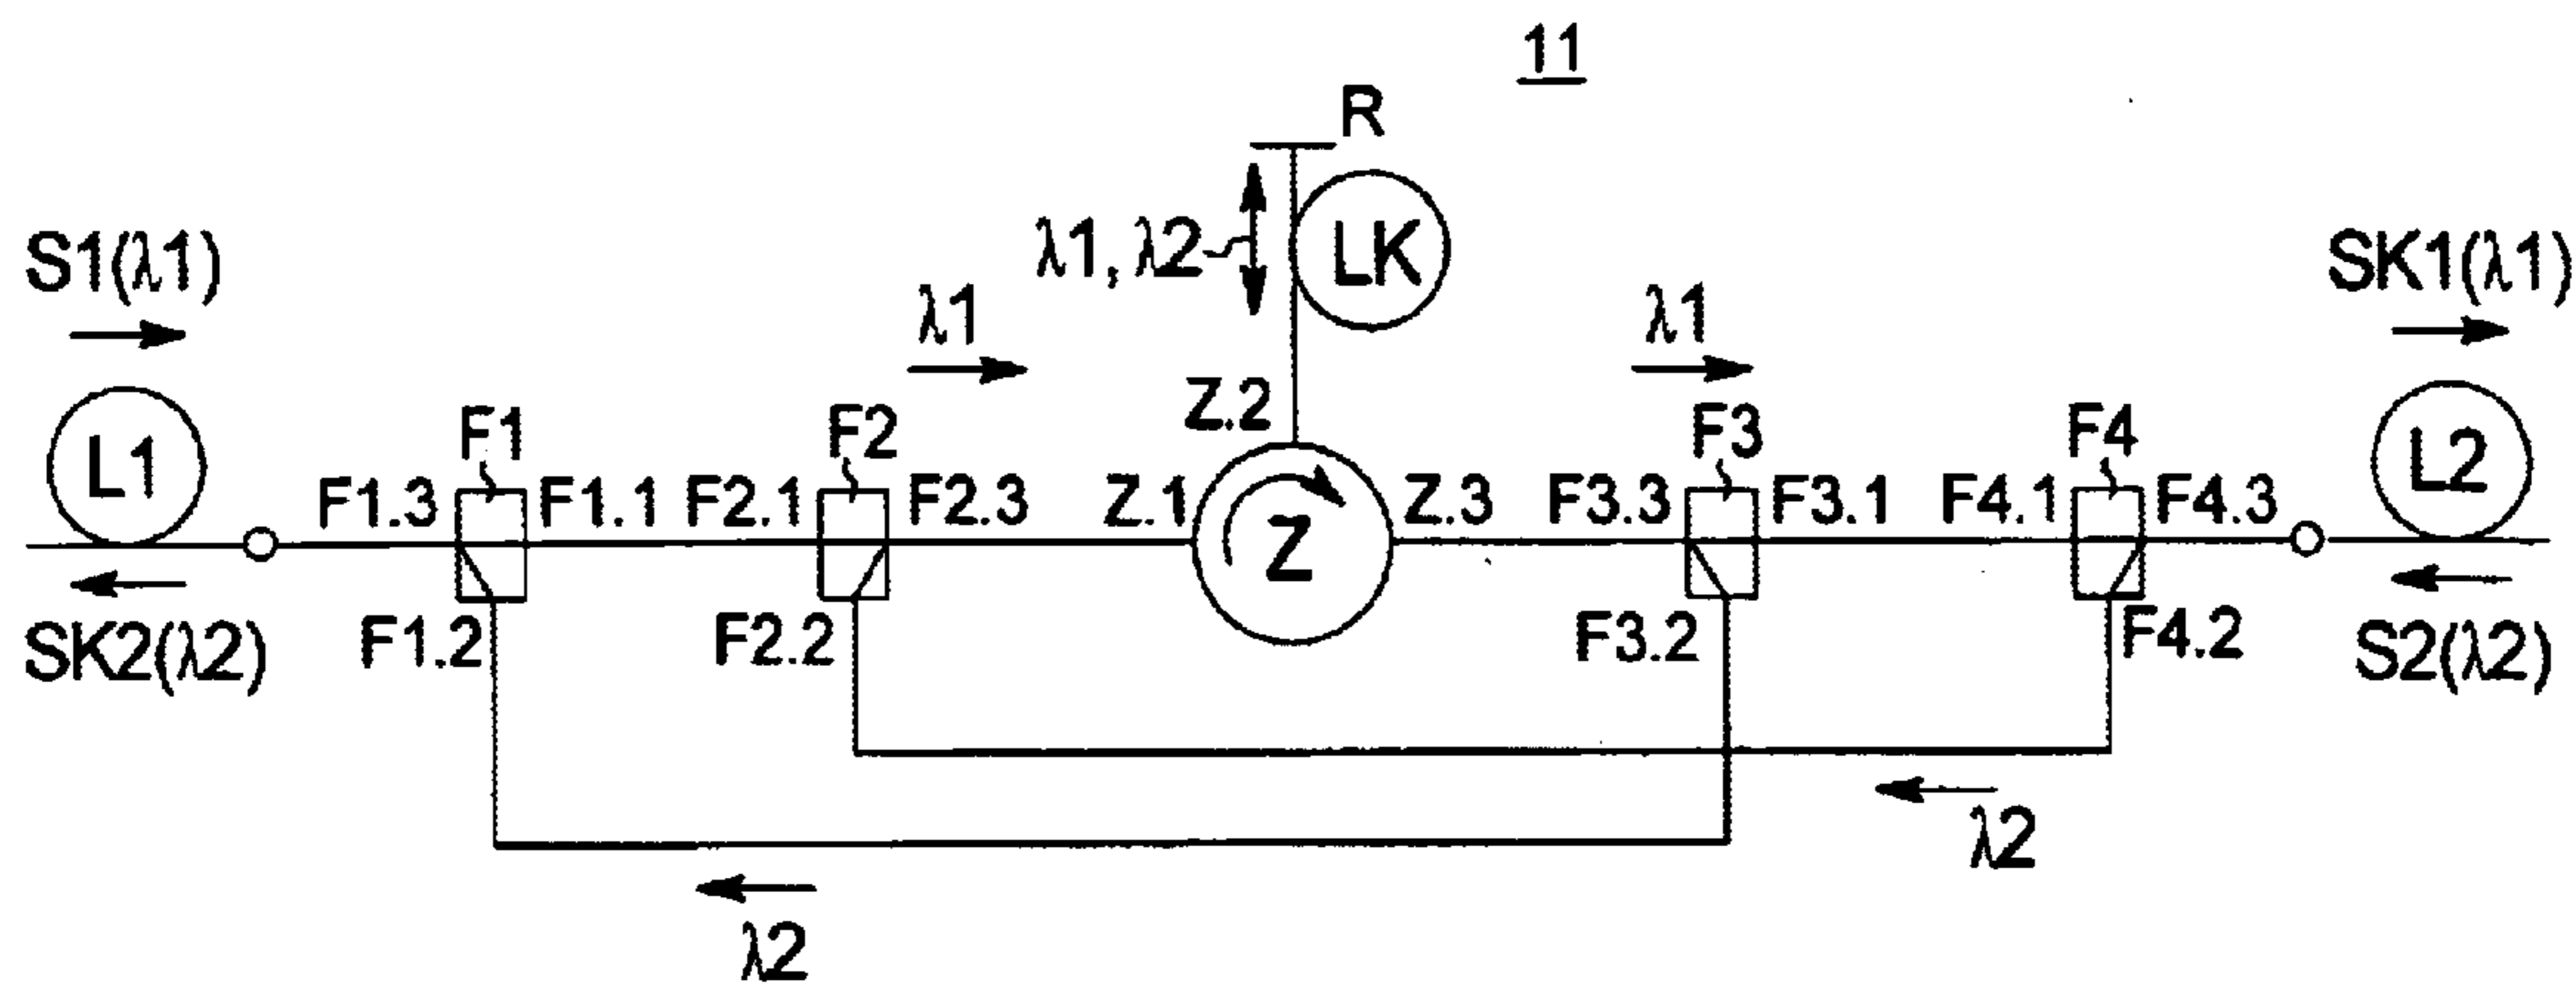 11
R
S1(λ1)
λ1, λ2
LK
SK1(λ1)
λ1
λ1
Z.2
L1
F1
F2
F3
F4
L2
F1.3
F1.1
F2.1
F2.3
Z.1
Z
Z.3
F3.3
F3.1
F4.1
F4.3
SK2(λ2)
F1.2
F2.2
F3.2
F4.2
S2(λ2)
λ2
λ2